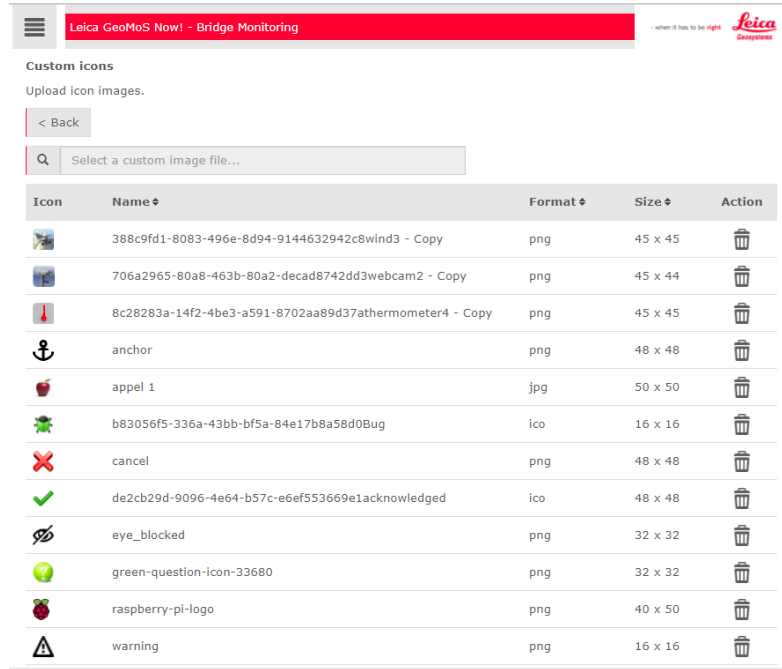 Leica GeoMoS Now! - Bridge Monitoring
- when it has to be right
Leica
Geosystems
Custom icons
Upload icon images.
< Back
Select a custom image file...
Icon Name Format Size Action
388c9fd1-8083-496e-8d94-9144632942c8wind3 - Copy png 45 x 45
706a2965-80a8-463b-80a2-decad8742dd3webcam2 - Copy png 45 x 44
8c28283a-14f2-4be3-a591-8702aa89d37athermometer4 - Copy png 45 x 45
anchor png 48 x 48
appel 1 jpg 50 x 50
b83056f5-336a-43bb-bf5a-84e17b8a58d0Bug ico 16 x 16
cancel png 48 x 48
de2cb29d-9096-4e64-b57c-e6ef553669e1acknowledged ico 48 x 48
eye_blocked png 32 x 32
green-question-icon-33680 png 32 x 32
raspberry-pi-logo png 40 x 50
warning png 16 x 16